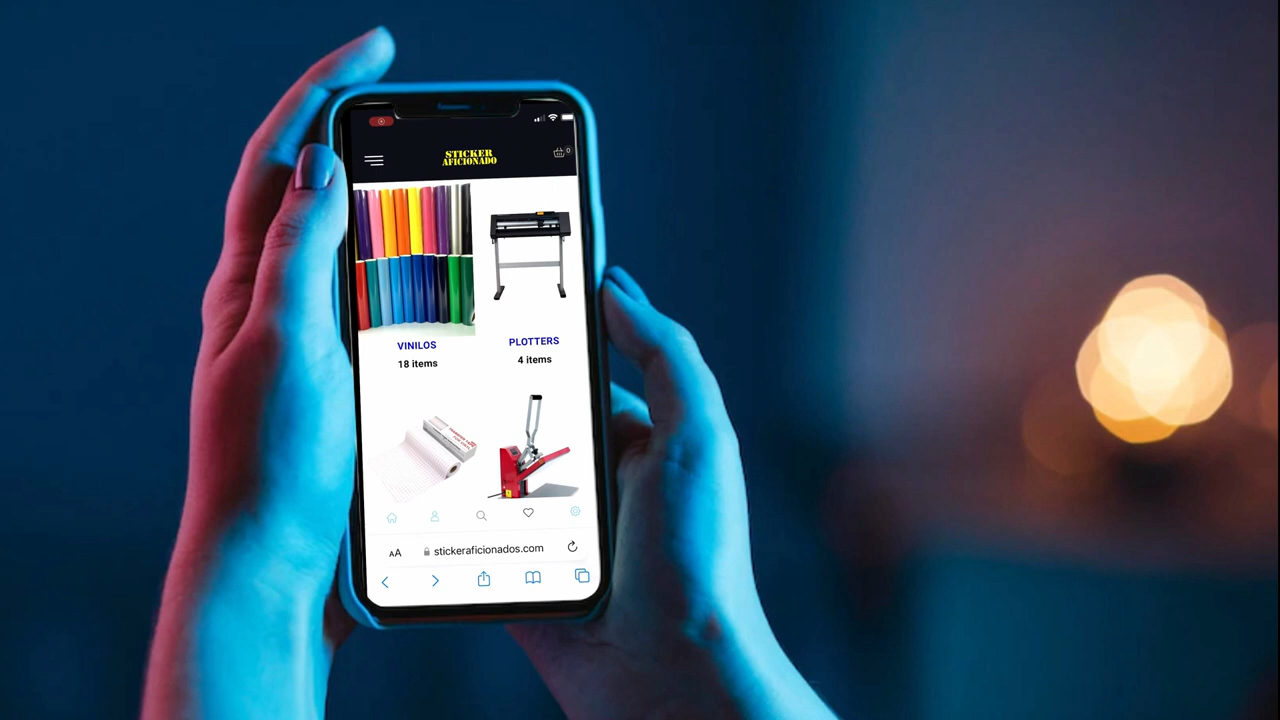 STICKER
AFICIONADO
0
VINILOS
18 items
PLOTTERS
4 items
AA
stickeraficionados.com